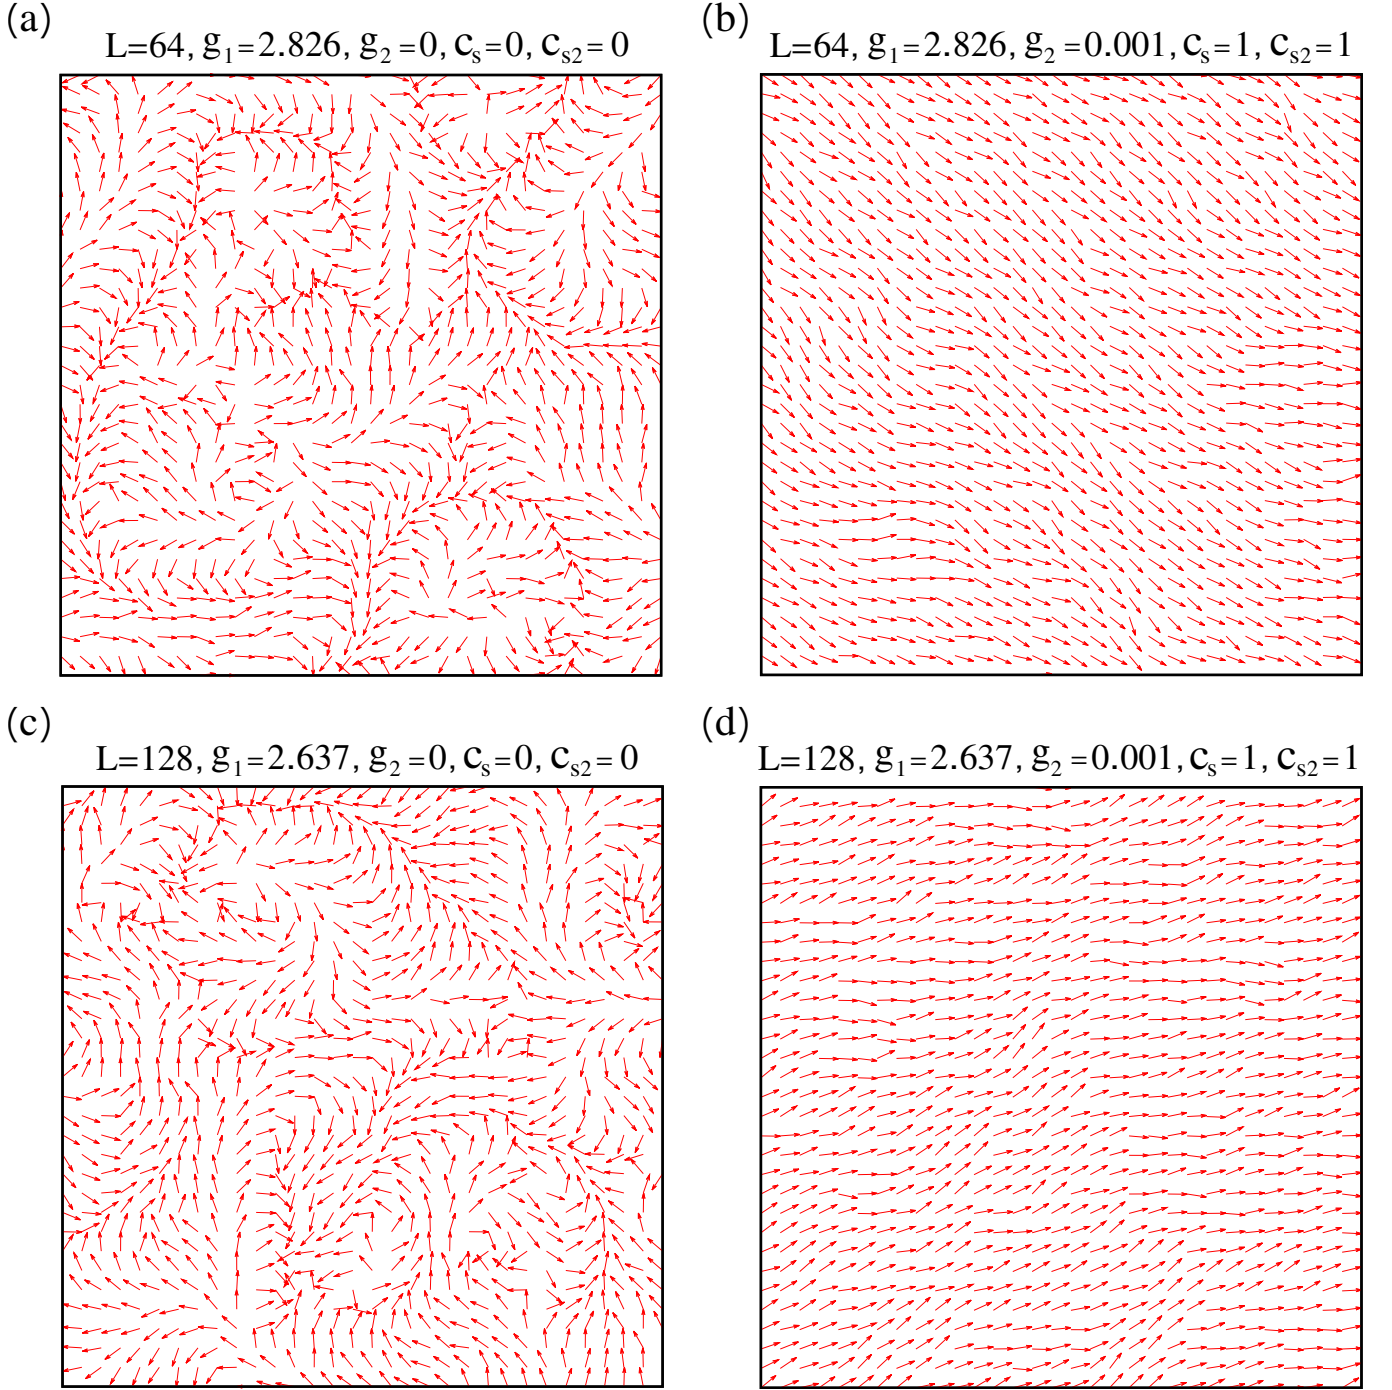 (a)
L=64, g1=2.826, g2=0, cs=0, cs2=0
(b)
L=64, g1=2.826, g2=0.001, cs=1, cs2=1
(c)
L=128, g1=2.637, g2=0, cs=0, cs2=0
(d)
L=128, g1=2.637, g2=0.001, cs=1, cs2=1